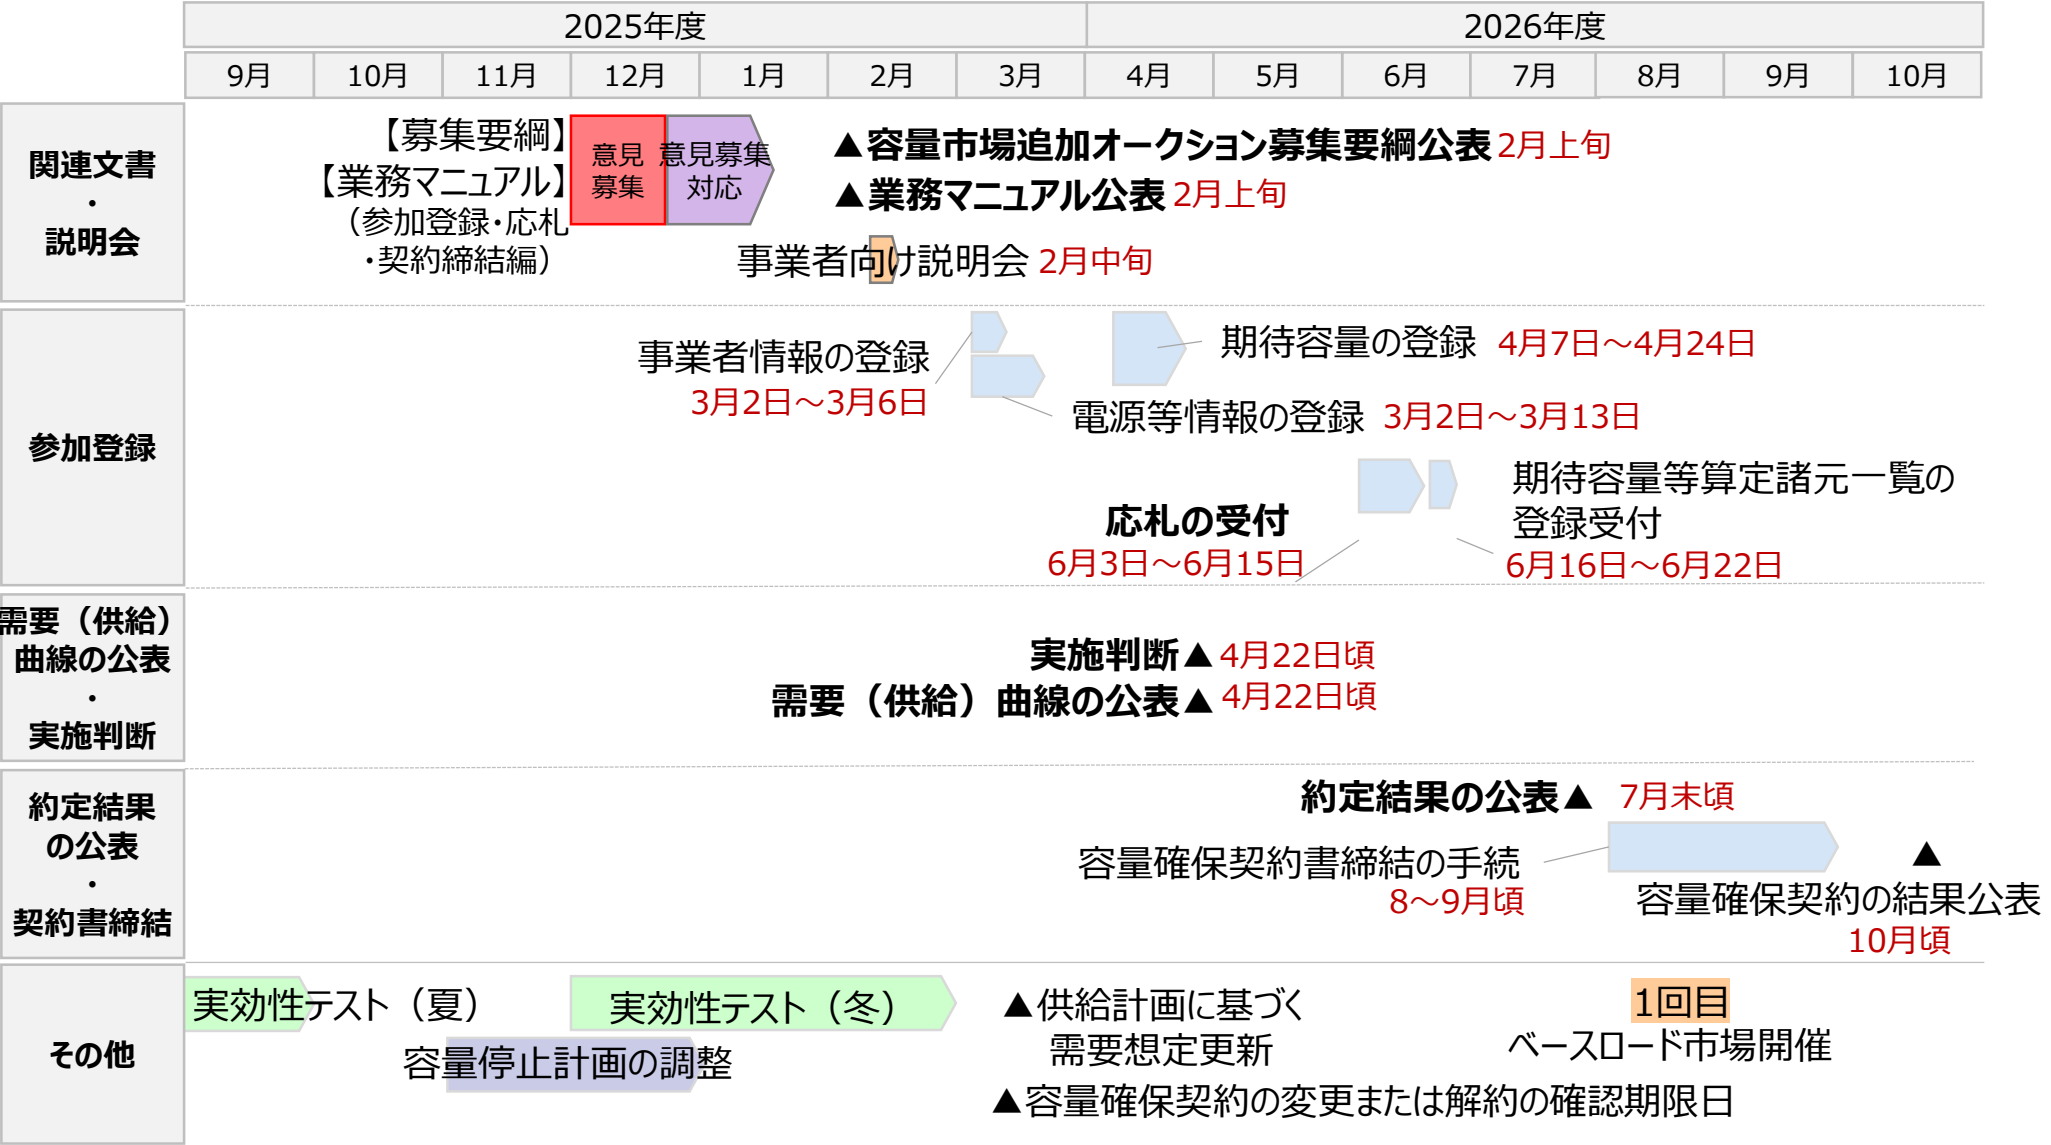 2025年度
2026年度
9月
10月
11月
12月
1月
2月
3月
4月
5月
6月
7月
8月
9月
10月
関連文書
・
説明会
【募集要綱】
【業務マニュアル】
（参加登録・応札
・契約締結編）
意見
募集
意見募集
対応
▲容量市場追加オークション募集要綱公表 2月上旬
▲業務マニュアル公表 2月上旬
事業者向け説明会 2月中旬
参加登録
事業者情報の登録
3月2日～3月6日
期待容量の登録 4月7日～4月24日
電源等情報の登録 3月2日～3月13日
応札の受付
6月3日～6月15日
期待容量等算定諸元一覧の
登録受付
6月16日～6月22日
需要（供給）
曲線の公表
・
実施判断
実施判断▲ 4月22日頃
需要（供給）曲線の公表▲ 4月22日頃
約定結果
の公表
・
契約書締結
約定結果の公表▲ 7月末頃
容量確保契約書締結の手続
8～9月頃
▲
容量確保契約の結果公表
10月頃
その他
実効性テスト（夏）
実効性テスト（冬）
容量停止計画の調整
▲供給計画に基づく
需要想定更新
▲容量確保契約の変更または解約の確認期限日
1回目
ベースロード市場開催